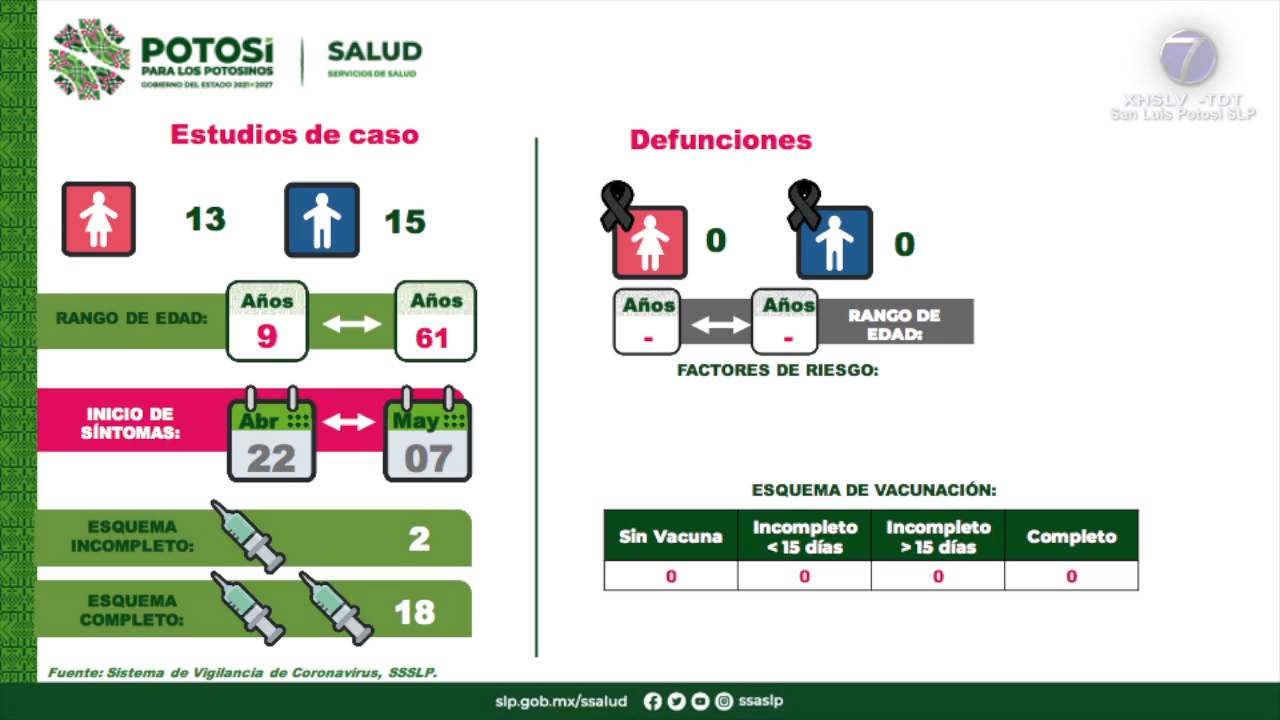 POTOSÍ
PARA LOS POTOSINOS
GOBIERNO DEL ESTADO 2021•2027
SALUD
SERVICIOS DE SALUD
7
XHSLV -TDT
San Luis Potosí SLP
Estudios de caso
13
15
RANGO DE EDAD:
Años
9
Años
61
INICIO DE
SÍNTOMAS:
Abr
22
May
07
ESQUEMA
INCOMPLETO:
2
ESQUEMA
COMPLETO:
18
Fuente: Sistema de Vigilancia de Coronavirus, SSSLP.
Defunciones
0
0
Años
-
Años
-
RANGO DE
EDAD:
FACTORES DE RIESGO:
ESQUEMA DE VACUNACIÓN:
Sin Vacuna
Incompleto
< 15 días
Incompleto
> 15 días
Completo
0
0
0
0
slp.gob.mx/ssalud
ssaslp